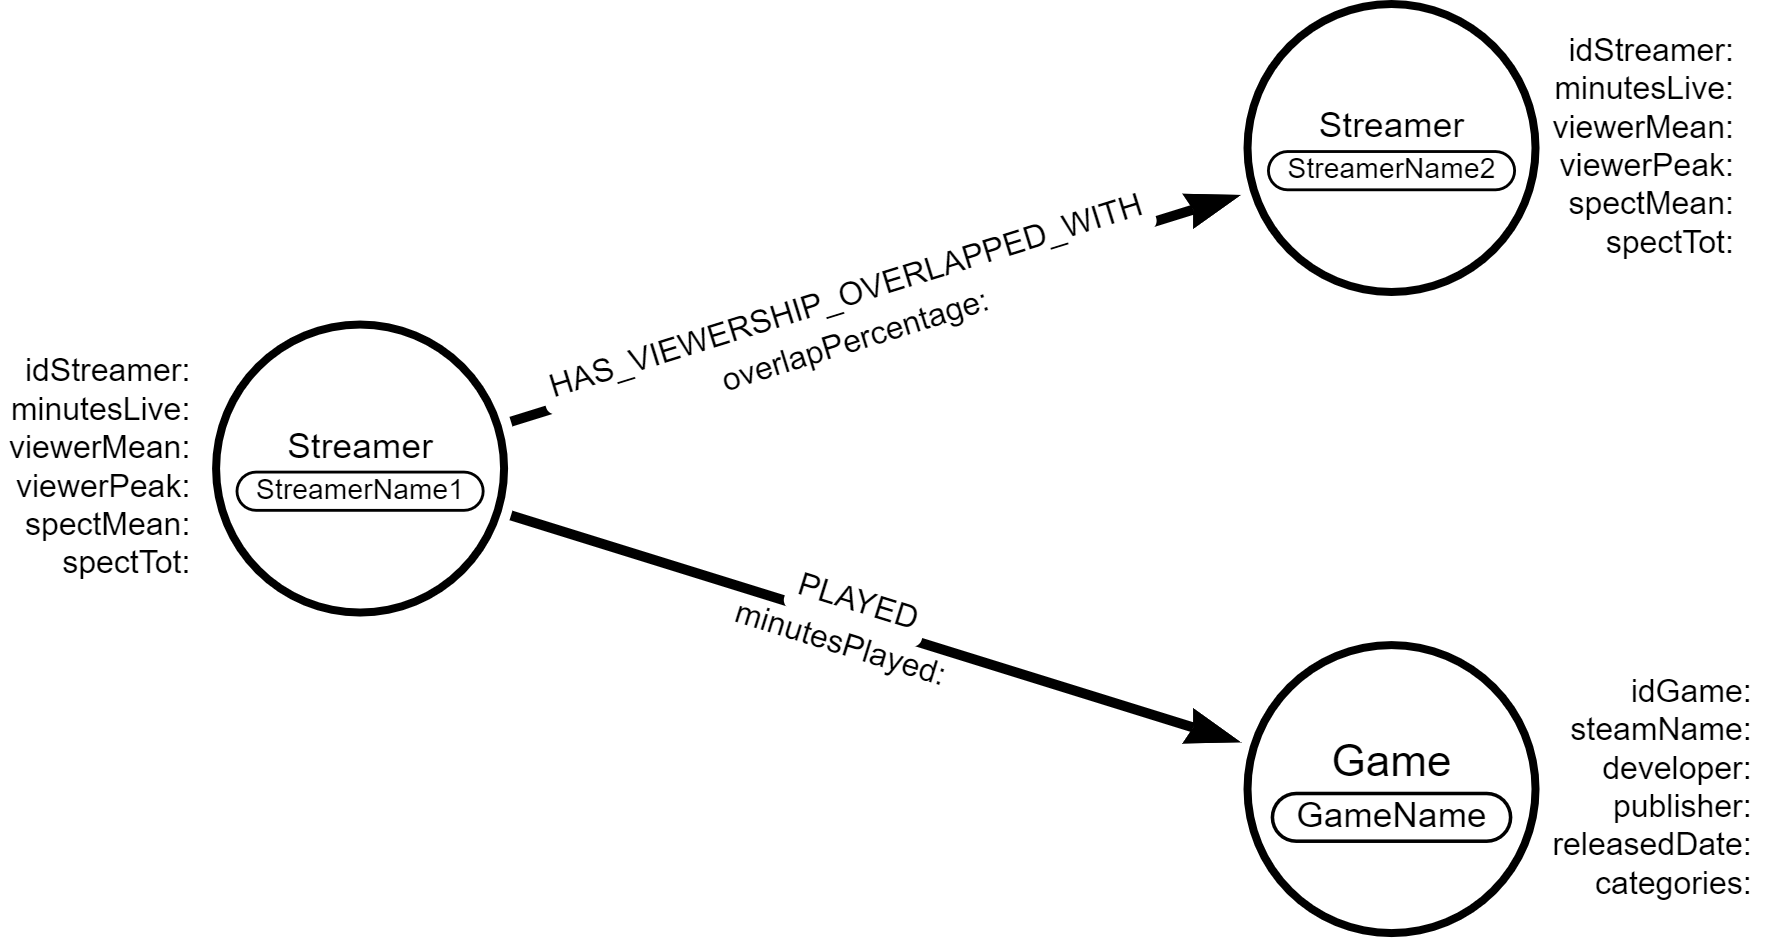 idStreamer:
minutesLive:
viewerMean:
viewerPeak:
spectMean:
spectTot:
Streamer
StreamerName1
HAS_VIEWERSHIP_OVERLAPPED_WITH
overlapPercentage:
Streamer
StreamerName2
idStreamer:
minutesLive:
viewerMean:
viewerPeak:
spectMean:
spectTot:
PLAYED
minutesPlayed:
Game
GameName
idGame:
steamName:
developer:
publisher:
releasedDate:
categories: